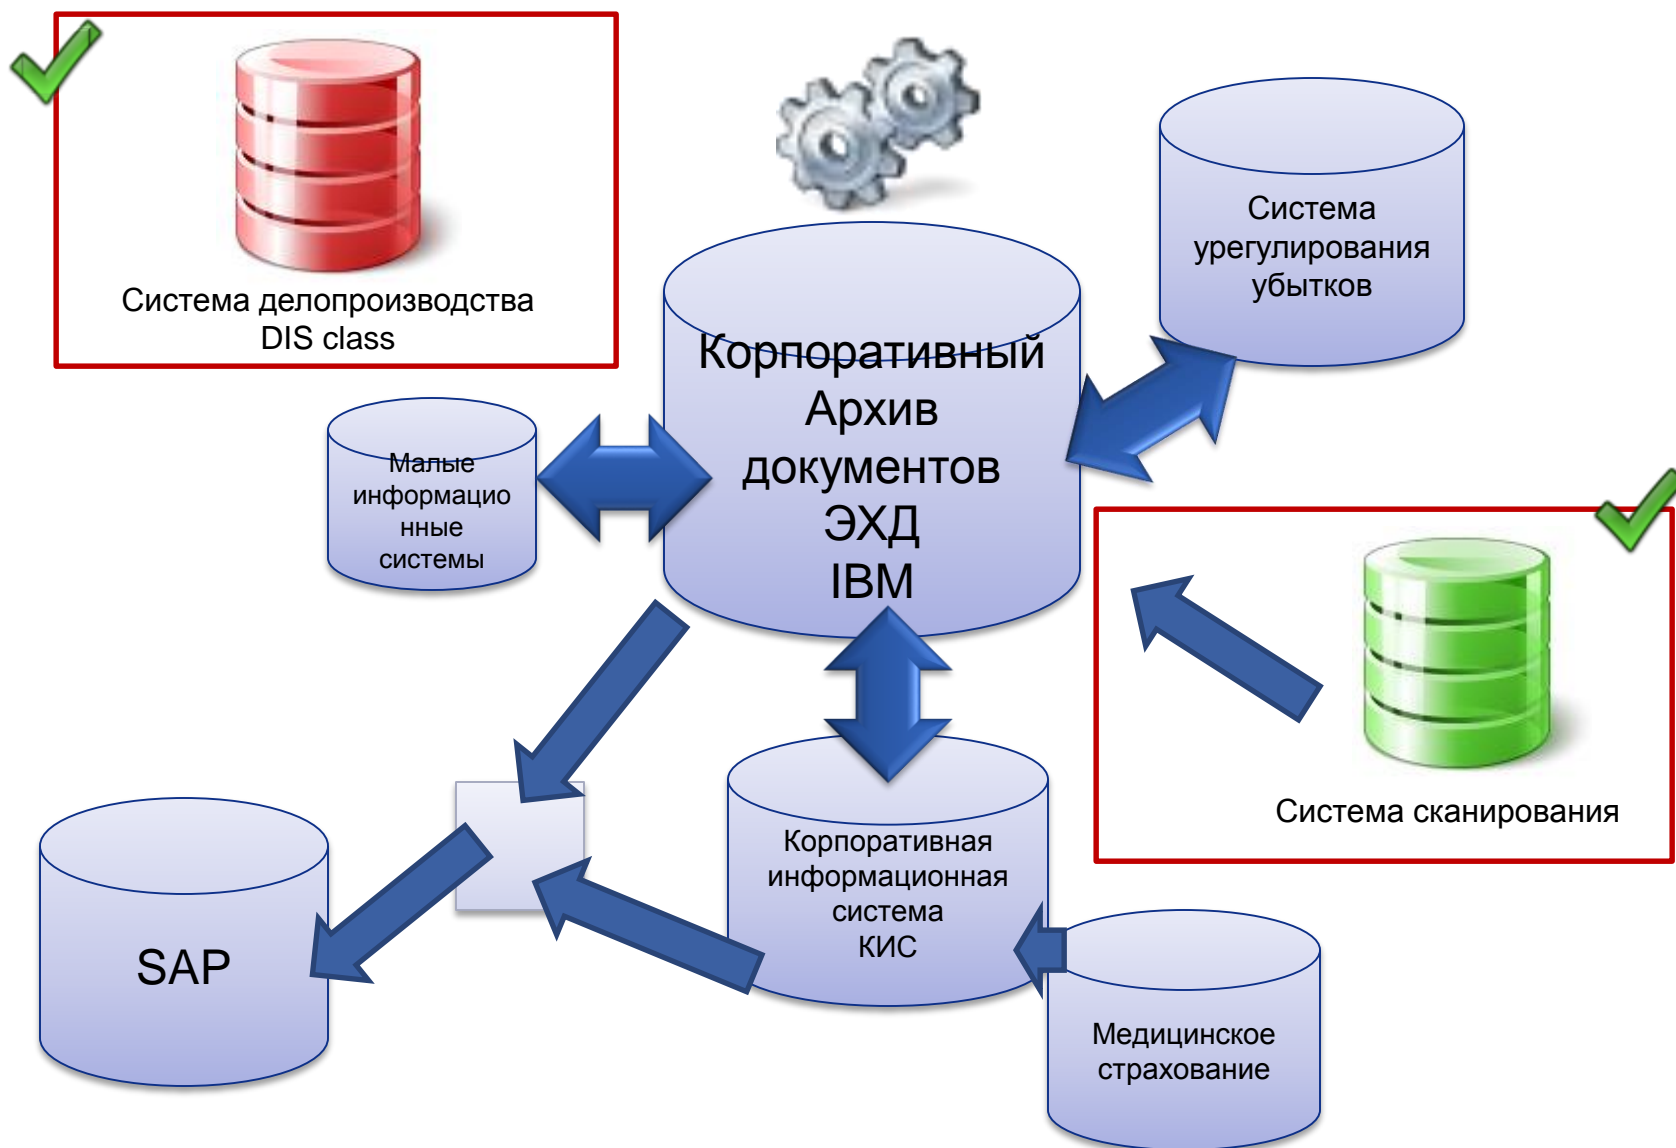 Система делопроизводства
DIS class
Система
урегулирования
убытков
Корпоративный
Архив
документов
ЭХД
IBM
Малые
информацио
нные
системы
Система сканирования
Корпоративная
информационная
система
КИС
SAP
Медицинское
страхование